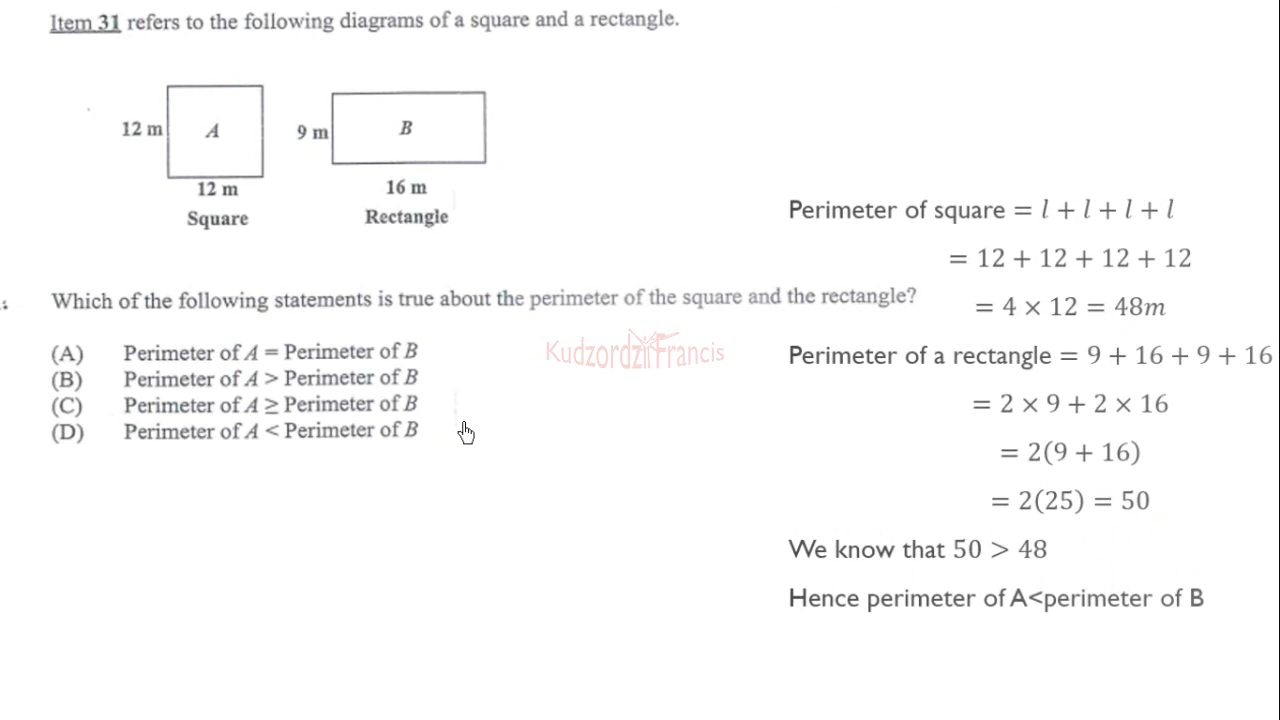 Item 31 refers to the following diagrams of a square and a rectangle.
12 m
A
12 m
Square
9 m
B
16 m
Rectangle
Which of the following statements is true about the perimeter of the square and the rectangle?
(A) Perimeter of A = Perimeter of B
(B) Perimeter of A > Perimeter of B
(C) Perimeter of A ≥ Perimeter of B
(D) Perimeter of A < Perimeter of B
Kudzordzi Francis
Perimeter of square = l + l + l + l
= 12 + 12 + 12 + 12
= 4 × 12 = 48m
Perimeter of a rectangle = 9 + 16 + 9 + 16
= 2 × 9 + 2 × 16
= 2(9 + 16)
= 2(25) = 50
We know that 50 > 48
Hence perimeter of A<perimeter of B